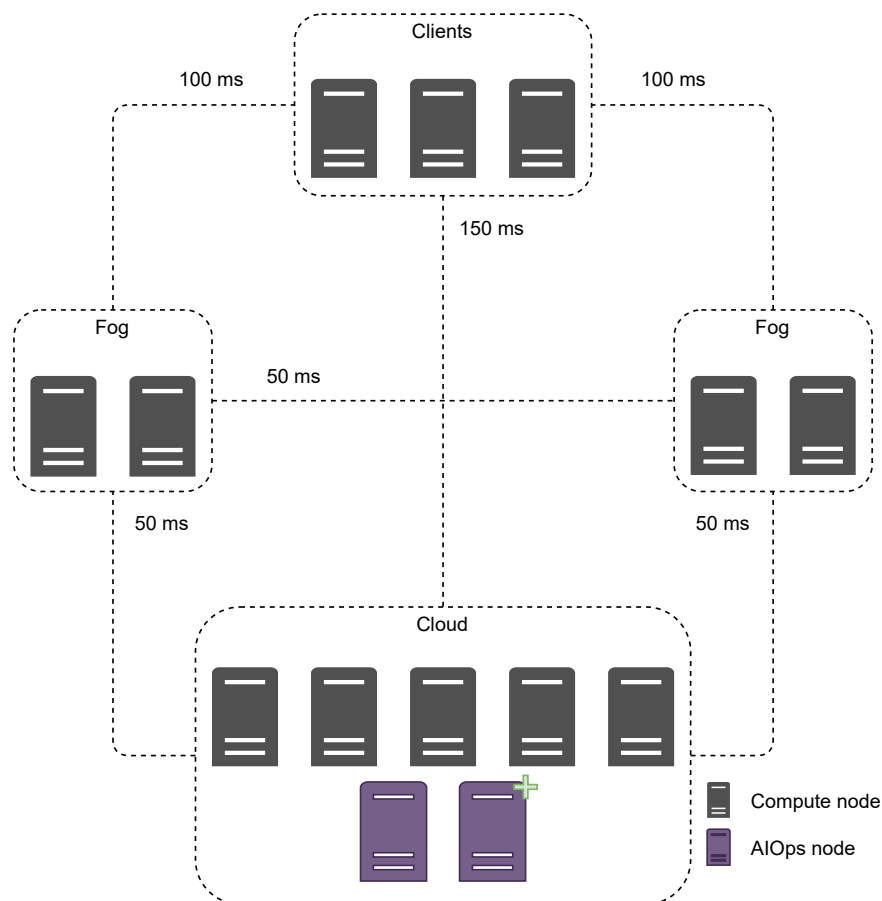 Clients
100 ms
100 ms
150 ms
Fog
Fog
50 ms
50 ms
50 ms
Cloud
Compute node
AIOps node